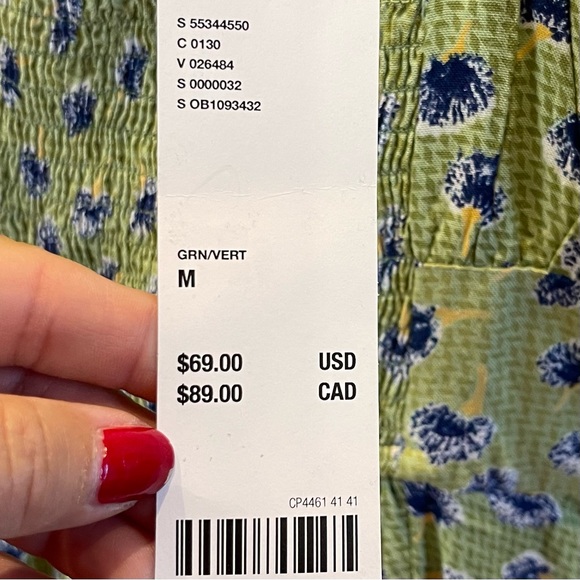 S 55344550
C 0130
V 026484
S 0000032
S OB1093432
GRN/VERT
M
$69.00 USD
$89.00 CAD
CP4461 41 41